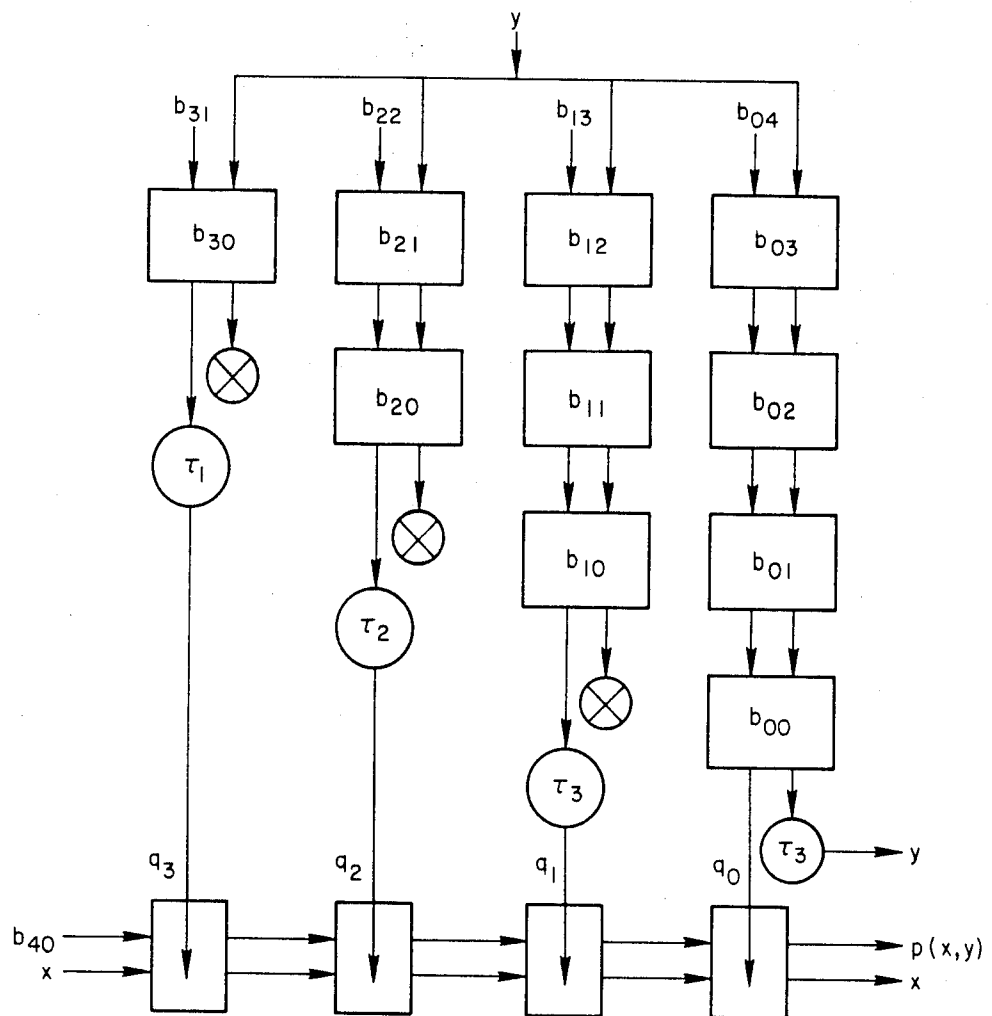 y
b₃₁ b₂₂ b₁₃ b₀₄
b₃₀ b₂₁ b₁₂ b₀₃
b₂₀ b₁₁ b₀₂
τ₁
b₁₀ b₀₁
τ₂
b₀₀
τ₃
τ₃ y
q₃ q₂ q₁ q₀
b₄₀ p(x,y)
x x